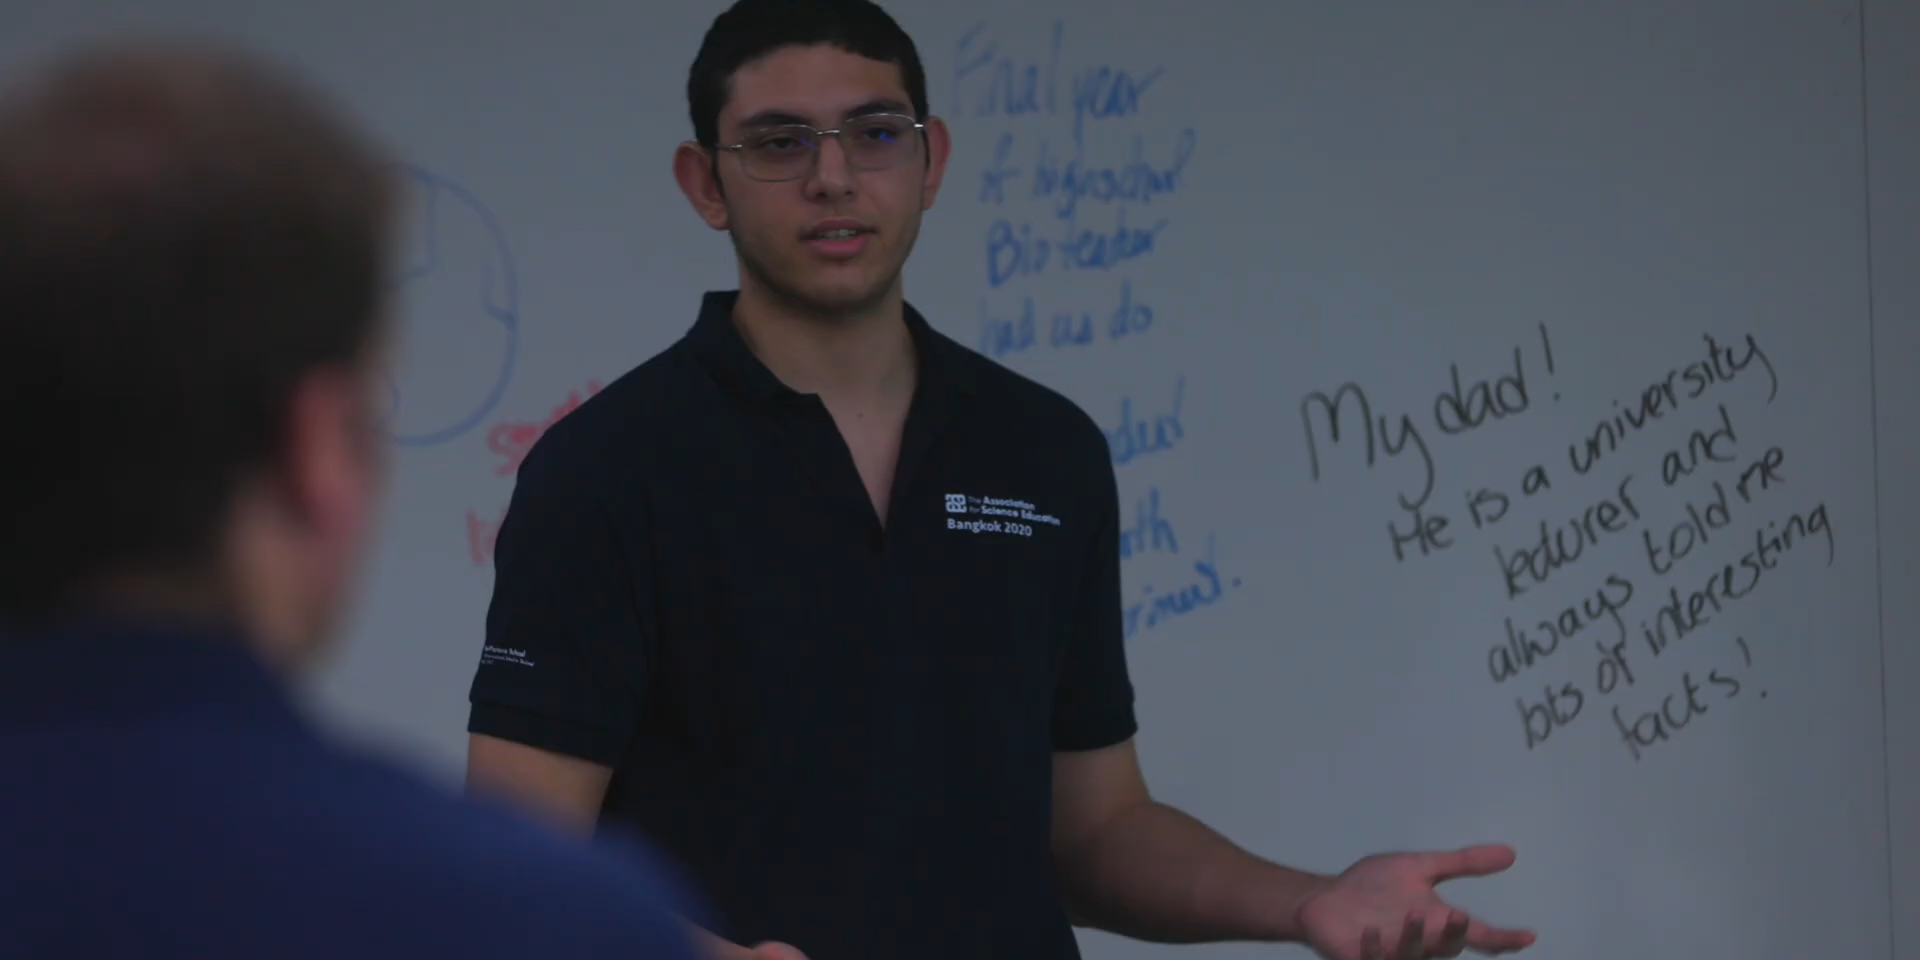 Final year
of highschool
Bio teacher
had us do
My dad!
He is a university
lecturer and
always told me
lots of interesting
facts!
The Association
for Science Education
Bangkok 2020